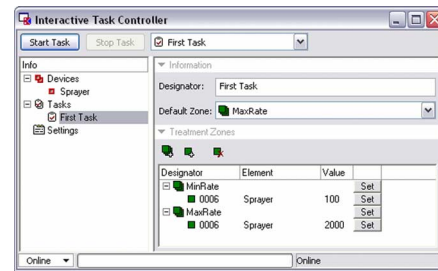 Interactive Task Controller
Start Task Stop Task First Task
Info
Devices
Sprayer
Tasks
First Task
Settings
Information
Designator: First Task
Default Zone: MaxRate
Treatment Zones
Designator Element Value
MinRate Set
0006 Sprayer 100 Set
MaxRate Set
0006 Sprayer 2000 Set
Online Online